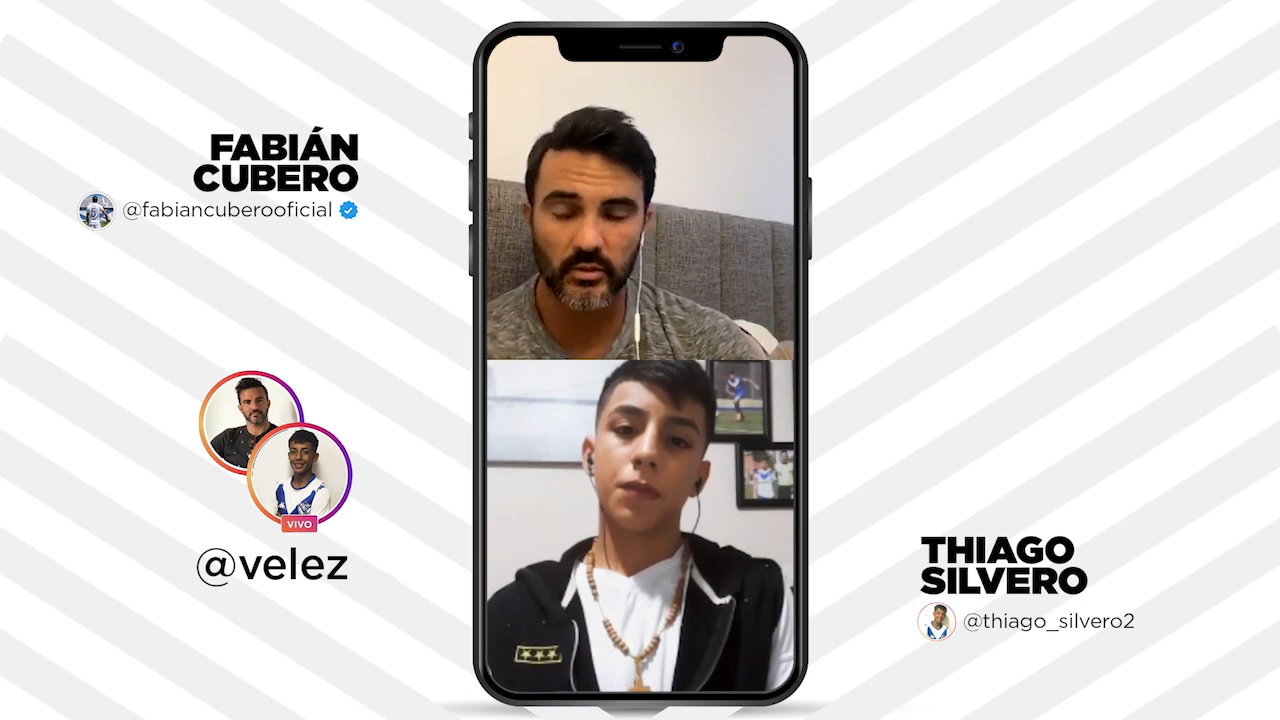 FABIÁN
CUBERO
@fabiancuberooficial
VIVO
@velez
THIAGO
SILVERO
@thiago_silvero2